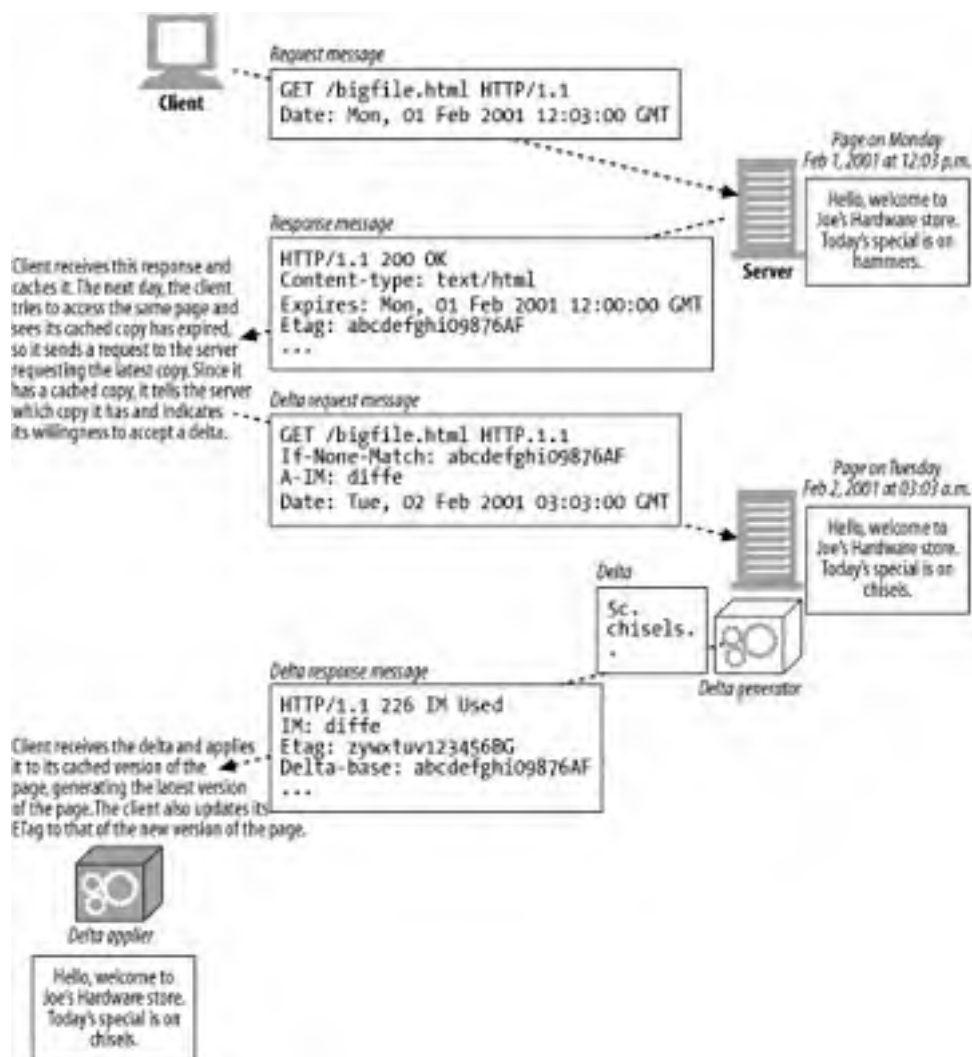 Request message
GET /bigfile.html HTTP/1.1
Date: Mon, 01 Feb 2001 12:03:00 GMT
Client
Page on Monday
Feb 1, 2001 at 12:03 p.m.
Hello, welcome to
Joe's Hardware store.
Today's special is on
hammers.
Server
Response message
HTTP/1.1 200 OK
Content-type: text/html
Expires: Mon, 01 Feb 2001 12:00:00 GMT
Etag: abcdefghi09876AF
...
Client receives this response and
caches it. The next day, the client
tries to access the same page and
sees its cached copy has expired,
so it sends a request to the server
requesting the latest copy. Since it
has a cached copy, it tells the server
which copy it has and indicates
its willingness to accept a delta.
Delta request message
GET /bigfile.html HTTP.1.1
If-None-Match: abcdefghi09876AF
A-IM: diffe
Date: Tue, 02 Feb 2001 03:03:00 GMT
Page on Tuesday
Feb 2, 2001 at 03:03 a.m.
Hello, welcome to
Joe's Hardware store.
Today's special is on
chisels.
Delta
5c.
chisels.
.
Delta generator
Delta response message
HTTP/1.1 226 IM Used
IM: diffe
Etag: zywxtuv123456BG
Delta-base: abcdefghi09876AF
...
Client receives the delta and applies
it to its cached version of the
page, generating the latest version
of the page. The client also updates its
ETag to that of the new version of the page.
Delta applier
Hello, welcome to
Joe's Hardware store.
Today's special is on
chisels.